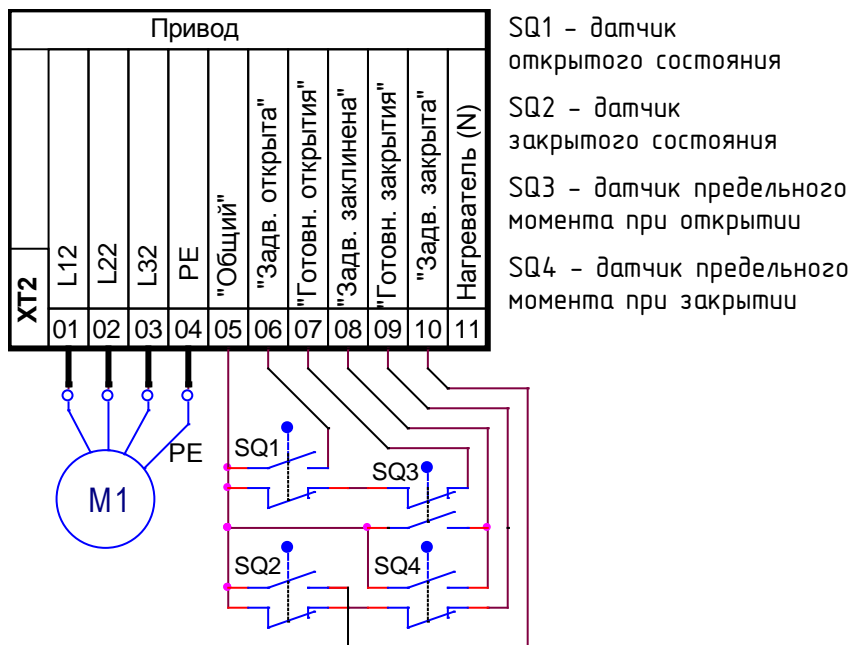 Привод
XT2
L12
L22
L32
PE
"Общий"
"Задв. открыта"
"Готовн. открытия"
"Задв. заклинена"
"Готовн. закрытия"
"Задв. закрыта"
Нагреватель (N)
01 02 03 04 05 06 07 08 09 10 11
SQ1 – датчик
открытого состояния
SQ2 – датчик
закрытого состояния
SQ3 – датчик предельного
момента при открытии
SQ4 – датчик предельного
момента при закрытии
PE
M1
SQ1
SQ3
SQ2
SQ4